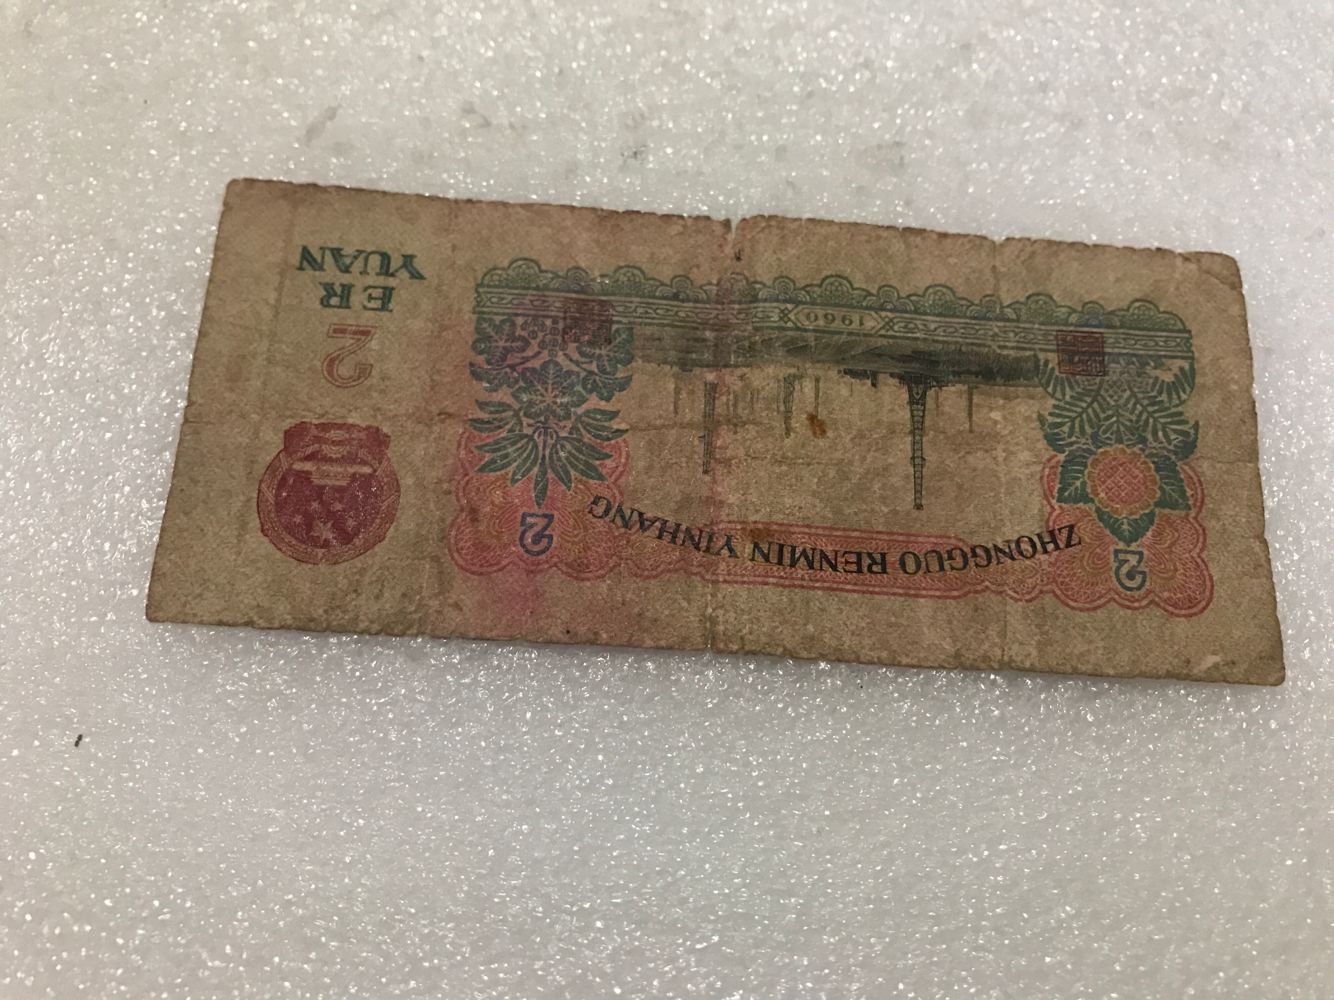 ZHONGGUO RENMIN YINHANG
2
2
1960
2
ER
YUAN